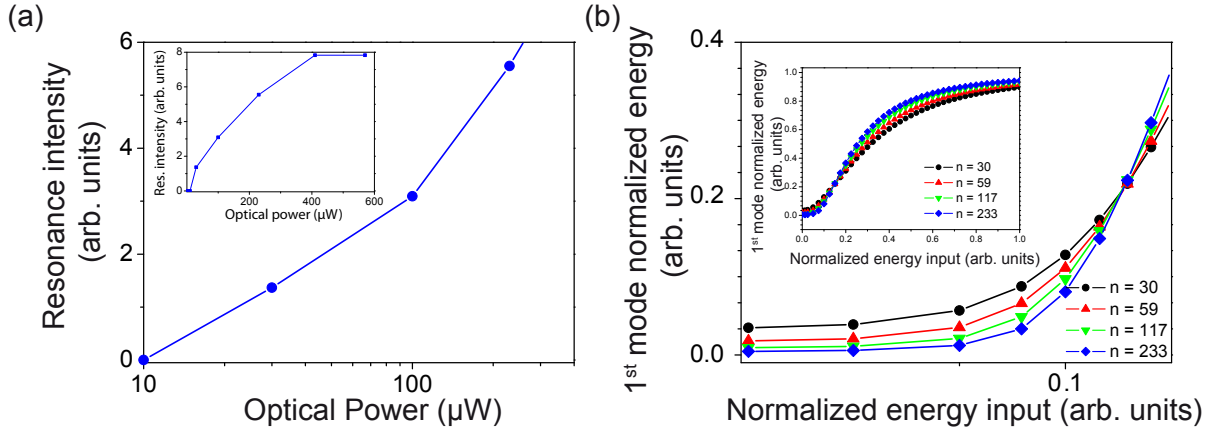 (a)
6
4
2
0
10
100
Resonance intensity
(arb. units)
Optical Power (µW)
8
6
4
2
0
200
400
600
Res. intensity (arb. units)
Optical power (µW)
(b)
0.4
0.2
0.0
0.1
1st mode normalized energy
(arb. units)
Normalized energy input (arb. units)
n = 30
n = 59
n = 117
n = 233
1.0
0.8
0.6
0.4
0.2
0.0
0.0
0.2
0.4
0.6
0.8
1.0
1st mode normalized energy
(arb. units)
Normalized energy input (arb. units)
n = 30
n = 59
n = 117
n = 233